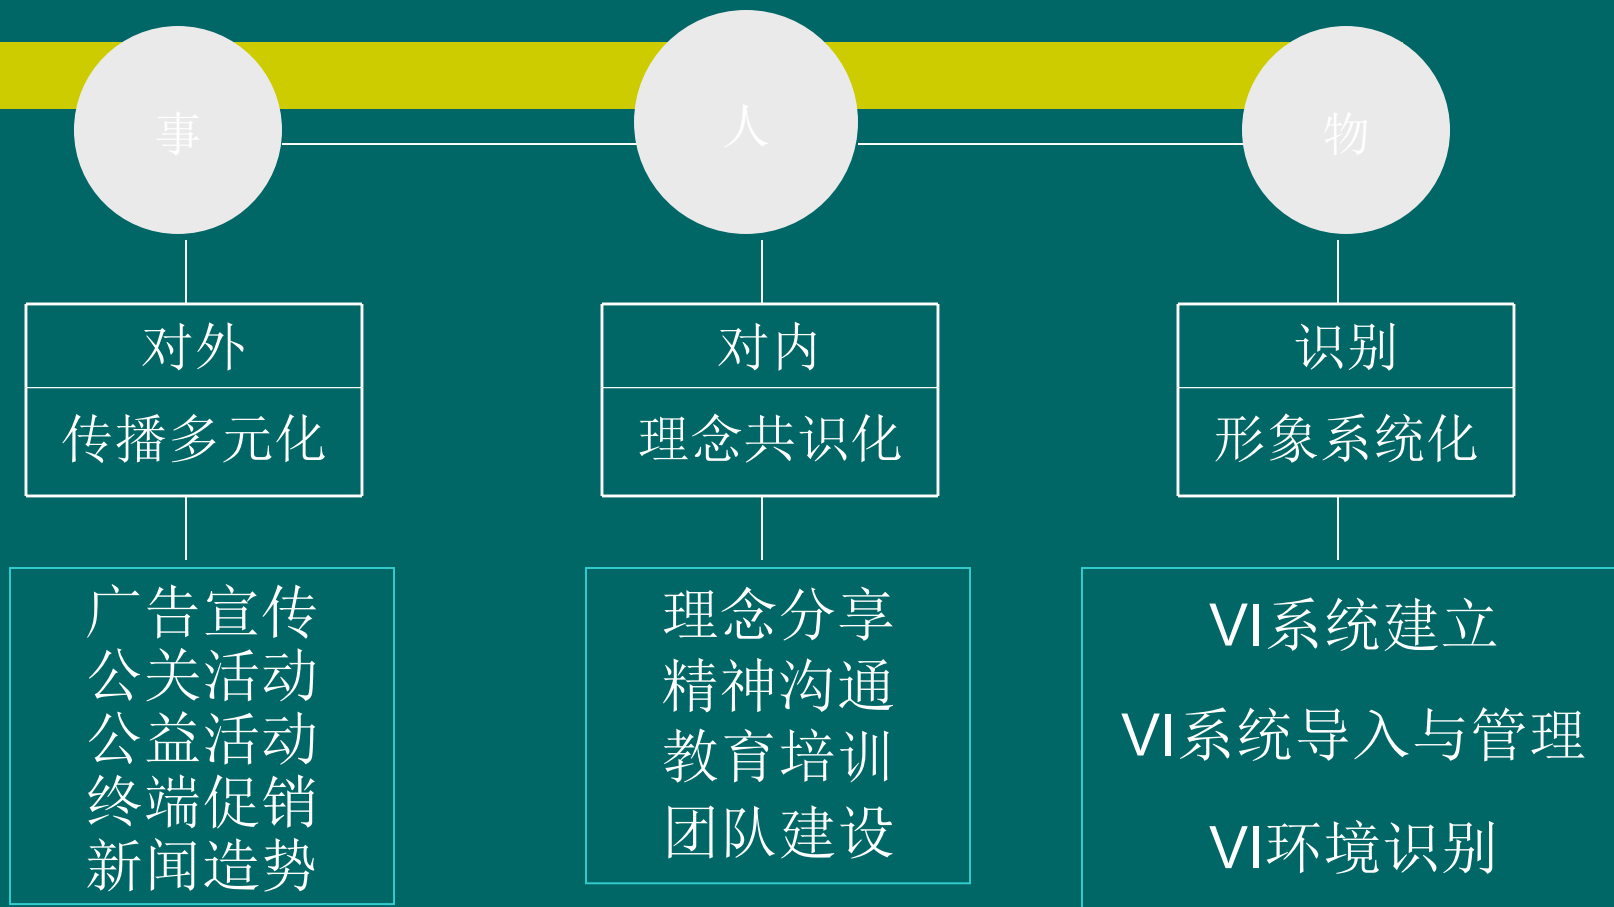 事
人
物
对外
传播多元化
对内
理念共识化
识别
形象系统化
广告宣传
公关活动
公益活动
终端促销
新闻造势
理念分享
精神沟通
教育培训
团队建设
VI系统建立
VI系统导入与管理
VI环境识别